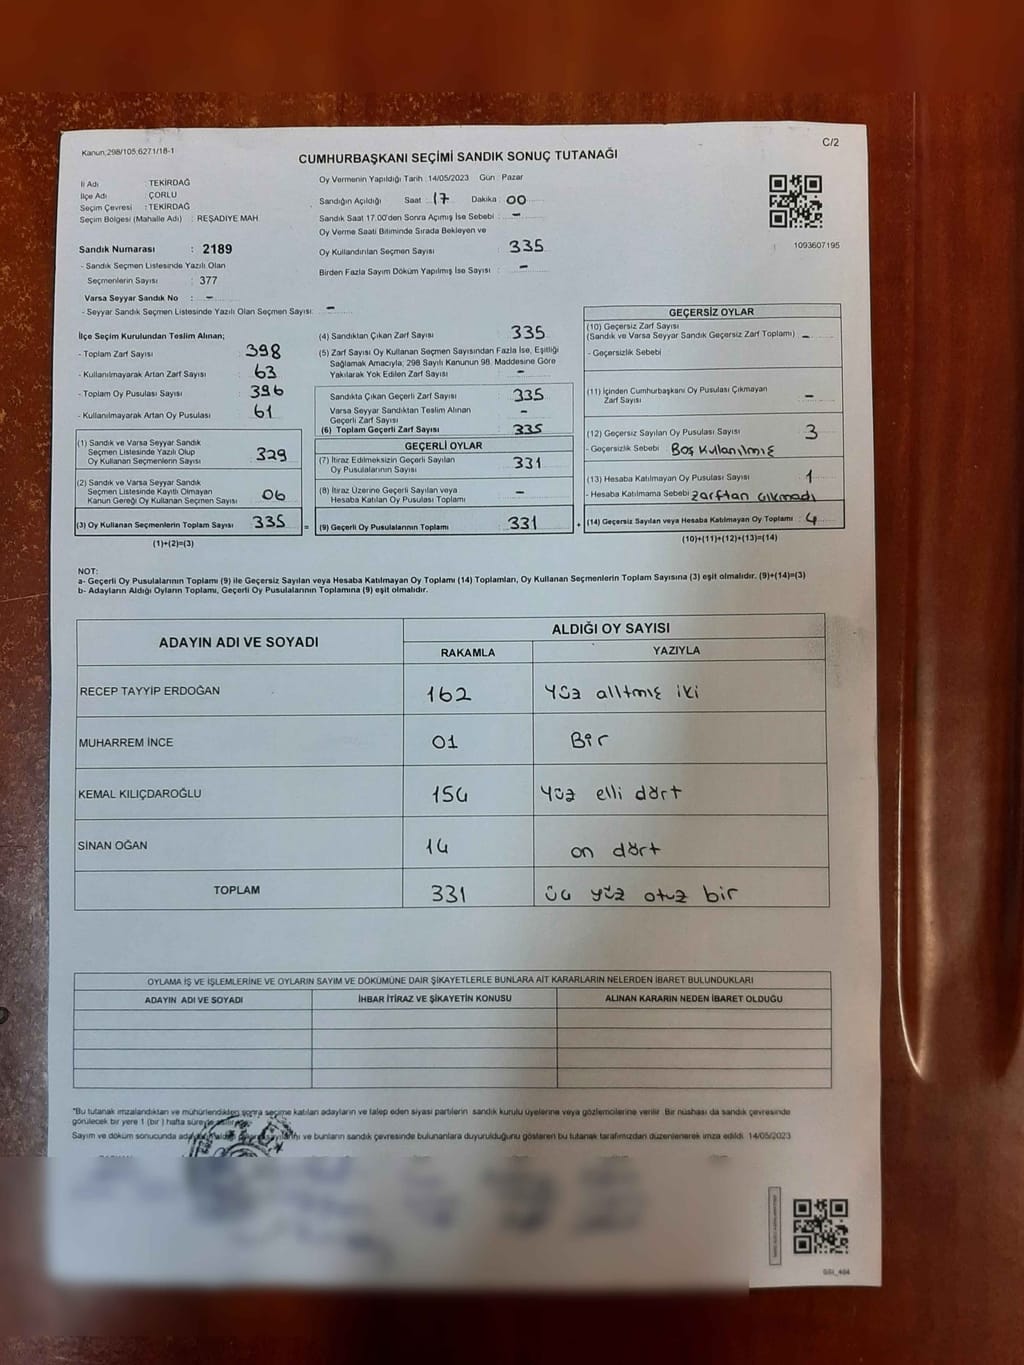 Kanun:298/105;6271/18-1
C/2
CUMHURBAŞKANI SEÇİMİ SANDIK SONUÇ TUTANAĞI
İl Adı : TEKİRDAĞ
İlçe Adı : ÇORLU
Seçim Çevresi : TEKİRDAĞ
Seçim Bölgesi (Mahalle Adı) : REŞADİYE MAH
Sandık Numarası : 2189
- Sandık Seçmen Listesinde Yazılı Olan
Seçmenlerin Sayısı : 377
Varsa Seyyar Sandık No : -
- Seyyar Sandık Seçmen Listesinde Yazılı Olan Seçmen Sayısı: -
Oy Vermenin Yapıldığı Tarih :14/05/2023 Gün : Pazar
Sandığın Açıldığı Saat : 17 Dakika : 00
Sandık Saat 17.00'den Sonra Açımış İse Sebebi : -
Oy Verme Saati Bitiminde Sırada Bekleyen ve
Oy Kullandırılan Seçmen Sayısı : 335
Birden Fazla Sayım Döküm Yapılmış İse Sayısı : -
1093607195
İlçe Seçim Kurulundan Teslim Alınan;
- Toplam Zarf Sayısı : 398
- Kullanılmayarak Artan Zarf Sayısı : 63
- Toplam Oy Pusulası Sayısı : 396
- Kullanılmayarak Artan Oy Pusulası : 61
(1) Sandık ve Varsa Seyyar Sandık
Seçmen Listesinde Yazılı Olup
Oy Kullanan Seçmenlerin Sayısı : 329
(2) Sandık ve Varsa Seyyar Sandık
Seçmen Listesinde Kayıtlı Olmayan
Kanun Gereği Oy Kullanan Seçmen Sayısı : 06
(3) Oy Kullanan Seçmenlerin Toplam Sayısı : 335 =
(1)+(2)=(3)
(4) Sandıktan Çıkan Zarf Sayısı : 335
(5) Zarf Sayısı Oy Kullanan Seçmen Sayısından Fazla İse, Eşitliği
Sağlamak Amacıyla; 298 Sayılı Kanunun 98. Maddesine Göre
Yakılarak Yok Edilen Zarf Sayısı : -
Sandıkta Çıkan Geçerli Zarf Sayısı : 335
Varsa Seyyar Sandıktan Teslim Alınan
Geçerli Zarf Sayısı : -
(6) Toplam Geçerli Zarf Sayısı : 335
GEÇERLİ OYLAR
(7) İtiraz Edilmeksizin Geçerli Sayılan
Oy Pusulalarının Sayısı : 331
(8) İtiraz Üzerine Geçerli Sayılan veya
Hesaba Katılan Oy Pusulası Toplamı : -
(9) Geçerli Oy Pusulalarının Toplamı : 331 +
GEÇERSİZ OYLAR
(10) Geçersiz Zarf Sayısı
(Sandık ve Varsa Seyyar Sandık Geçersiz Zarf Toplamı) : -
- Geçersizlik Sebebi :
(11) İçinden Cumhurbaşkanı Oy Pusulası Çıkmayan
Zarf Sayısı : -
(12) Geçersiz Sayılan Oy Pusulası Sayısı : 3
- Geçersizlik Sebebi : Boş Kullanılmış
(13) Hesaba Katılmayan Oy Pusulası Sayısı : 1
- Hesaba Katılmama Sebebi : zarftan çıkmadı
(14) Geçersiz Sayılan veya Hesaba Katılmayan Oy Toplamı : 4
(10)+(11)+(12)+(13)=(14)
NOT:
a- Geçerli Oy Pusulalarının Toplamı (9) ile Geçersiz Sayılan veya Hesaba Katılmayan Oy Toplamı (14) Toplamları, Oy Kullanan Seçmenlerin Toplam Sayısına (3) eşit olmalıdır. (9)+(14)=(3)
b- Adayların Aldığı Oyların Toplamı, Geçerli Oy Pusulalarının Toplamına (9) eşit olmalıdır.
ADAYIN ADI VE SOYADI
ALDIĞI OY SAYISI
RAKAMLA YAZIYLA
RECEP TAYYİP ERDOĞAN 162 Yüz alltmış iki
MUHARREM İNCE 01 Bir
KEMAL KILIÇDAROĞLU 154 Yüz elli dört
SİNAN OĞAN 14 on dört
TOPLAM 331 üç yüz otuz bir
OYLAMA İŞ VE İŞLEMLERİNE VE OYLARIN SAYIM VE DÖKÜMÜNE DAİR ŞİKAYETLERLE BUNLARA AİT KARARLARIN NELERDEN İBARET BULUNDUKLARI
ADAYIN ADI VE SOYADI İHBAR İTİRAZ VE ŞİKAYETİN KONUSU ALINAN KARARIN NEDEN İBARET OLDUĞU
*Bu tutanak imzalandıktan ve mühürlendikten sonra seçime katılan adayların ve talep eden siyasi partilerin sandık kurulu üyelerine veya gözlemcilerine verilir. Bir nüshası da sandık çevresinde
görülecek bir yere 1 (bir) hafta süreyle
Sayım ve döküm sonucunda ve bunların sandık çevresinde bulunanlara duyurulduğunu gösteren bu tutanak tarafımızdan düzenlenerek imza edildi. 14/05/2023